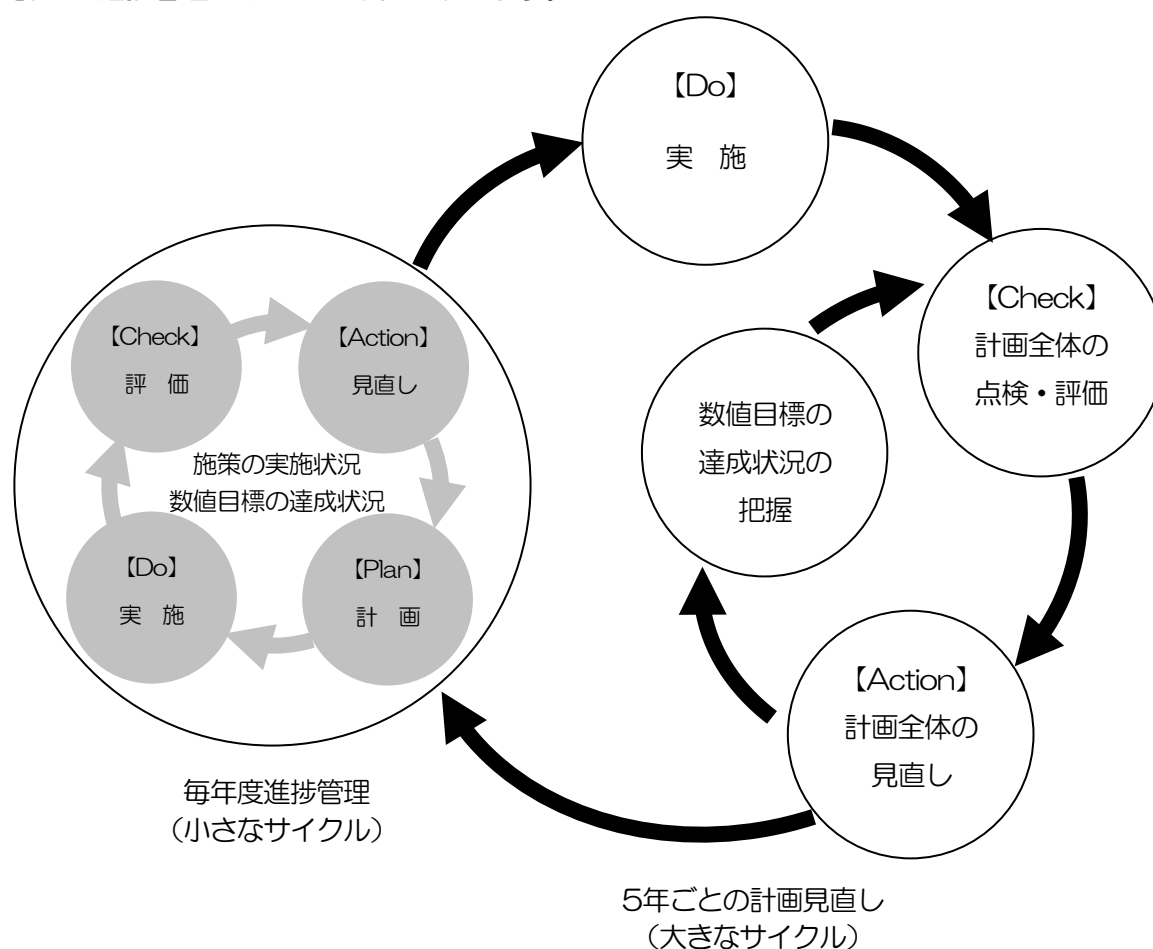 【Do】
実　施
【Check】
計画全体の
点検・評価
数値目標の
達成状況の
把握
【Action】
計画全体の
見直し
【Check】
評　価
【Action】
見直し
施策の実施状況
数値目標の達成状況
【Do】
実　施
【Plan】
計　画
毎年度進捗管理
（小さなサイクル）
5年ごとの計画見直し
（大きなサイクル）